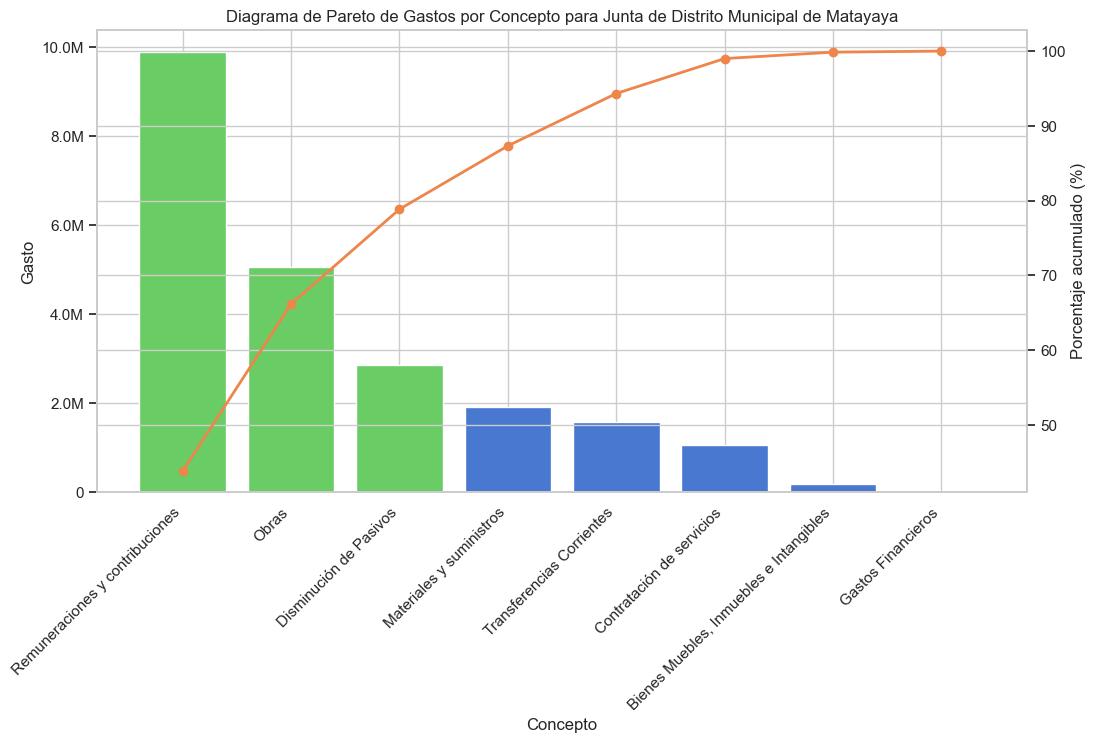 Diagrama de Pareto de Gastos por Concepto para Junta de Distrito Municipal de Matayaya
10.0M
8.0M
6.0M
4.0M
2.0M
0
Gasto
100
90
80
70
60
50
Porcentaje acumulado (%)
Remuneraciones y contribuciones
Obras
Disminución de Pasivos
Materiales y suministros
Transferencias Corrientes
Contratación de servicios
Bienes Muebles, Inmuebles e Intangibles
Gastos Financieros
Concepto